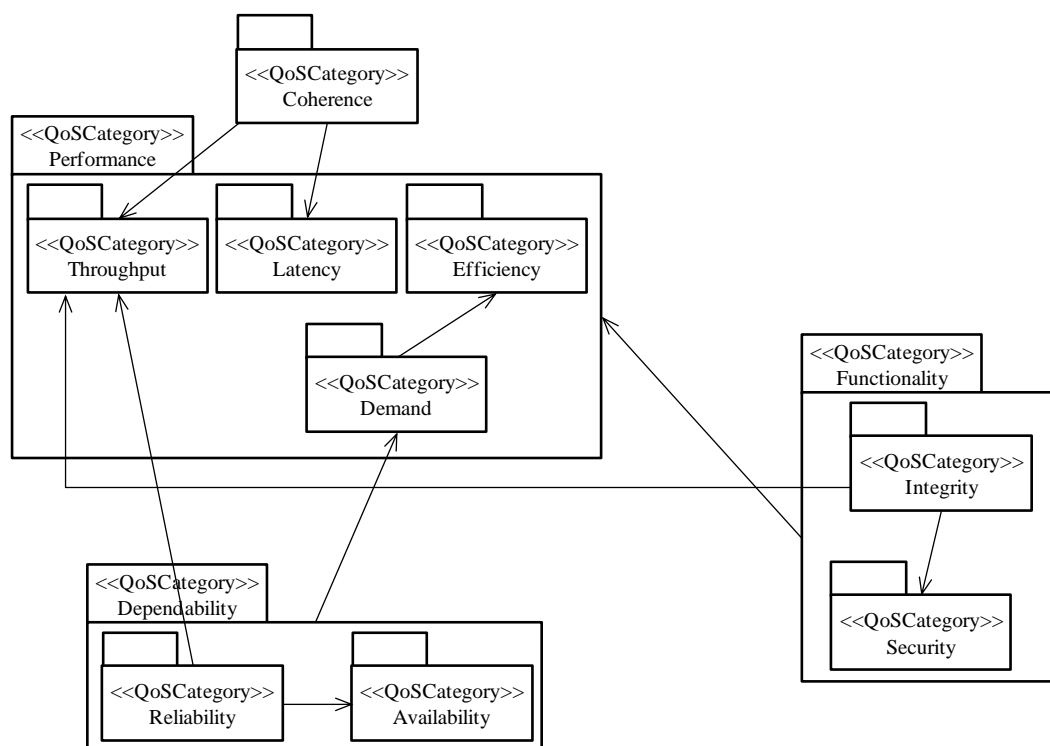 <<QoSCategory>>
Coherence
<<QoSCategory>>
Performance
<<QoSCategory>>
Throughput
<<QoSCategory>>
Latency
<<QoSCategory>>
Efficiency
<<QoSCategory>>
Demand
<<QoSCategory>>
Functionality
<<QoSCategory>>
Integrity
<<QoSCategory>>
Security
<<QoSCategory>>
Dependability
<<QoSCategory>>
Reliability
<<QoSCategory>>
Availability